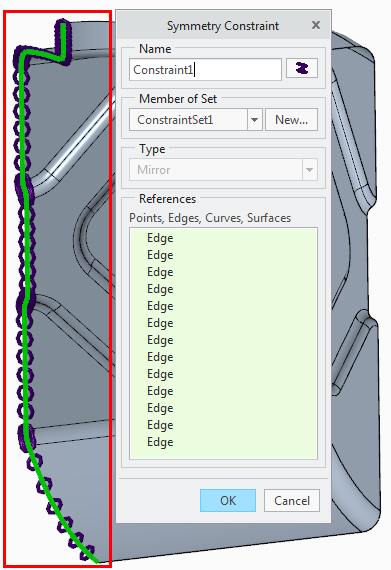 Symmetry Constraint
Name
Constraint1
Member of Set
ConstraintSet1
New...
Type
Mirror
References
Points, Edges, Curves, Surfaces
Edge
Edge
Edge
Edge
Edge
Edge
Edge
Edge
Edge
Edge
Edge
Edge
Edge
OK Cancel